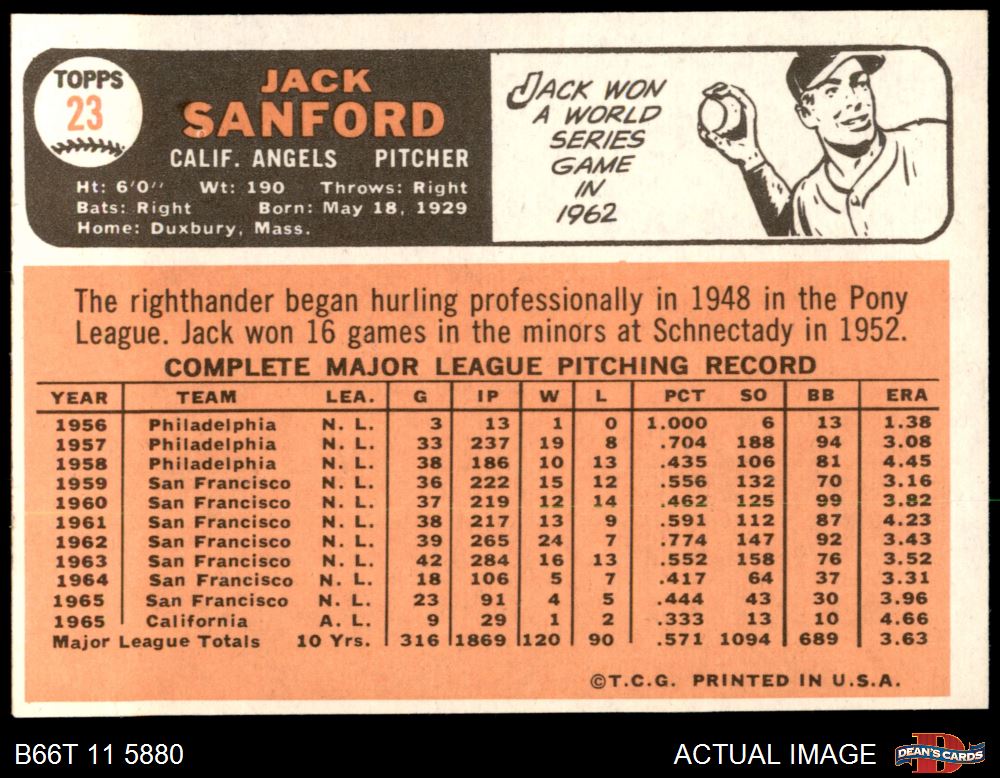 TOPPS
23
JACK
SANFORD
CALIF. ANGELS PITCHER
Ht: 6'0" Wt: 190 Throws: Right
Bats: Right Born: May 18, 1929
Home: Duxbury, Mass.
JACK WON
A WORLD
SERIES
GAME
IN
1962
The righthander began hurling professionally in 1948 in the Pony
League. Jack won 16 games in the minors at Schnectady in 1952.
COMPLETE MAJOR LEAGUE PITCHING RECORD
YEAR TEAM LEA. G IP W L PCT SO BB ERA
1956 Philadelphia N. L. 3 13 1 0 1.000 6 13 1.38
1957 Philadelphia N. L. 33 237 19 8 .704 188 94 3.08
1958 Philadelphia N. L. 38 186 10 13 .435 106 81 4.45
1959 San Francisco N. L. 36 222 15 12 .556 132 70 3.16
1960 San Francisco N. L. 37 219 12 14 .462 125 99 3.82
1961 San Francisco N. L. 38 217 13 9 .591 112 87 4.23
1962 San Francisco N. L. 39 265 24 7 .774 147 92 3.43
1963 San Francisco N. L. 42 284 16 13 .552 158 76 3.52
1964 San Francisco N. L. 18 106 5 7 .417 64 37 3.31
1965 San Francisco N. L. 23 91 4 5 .444 43 30 3.96
1965 California A. L. 9 29 1 2 .333 13 10 4.66
Major League Totals 10 Yrs. 316 1869 120 90 .571 1094 689 3.63
©T.C.G. PRINTED IN U.S.A.
B66T 11 5880
ACTUAL IMAGE
D
DEAN'S CARDS